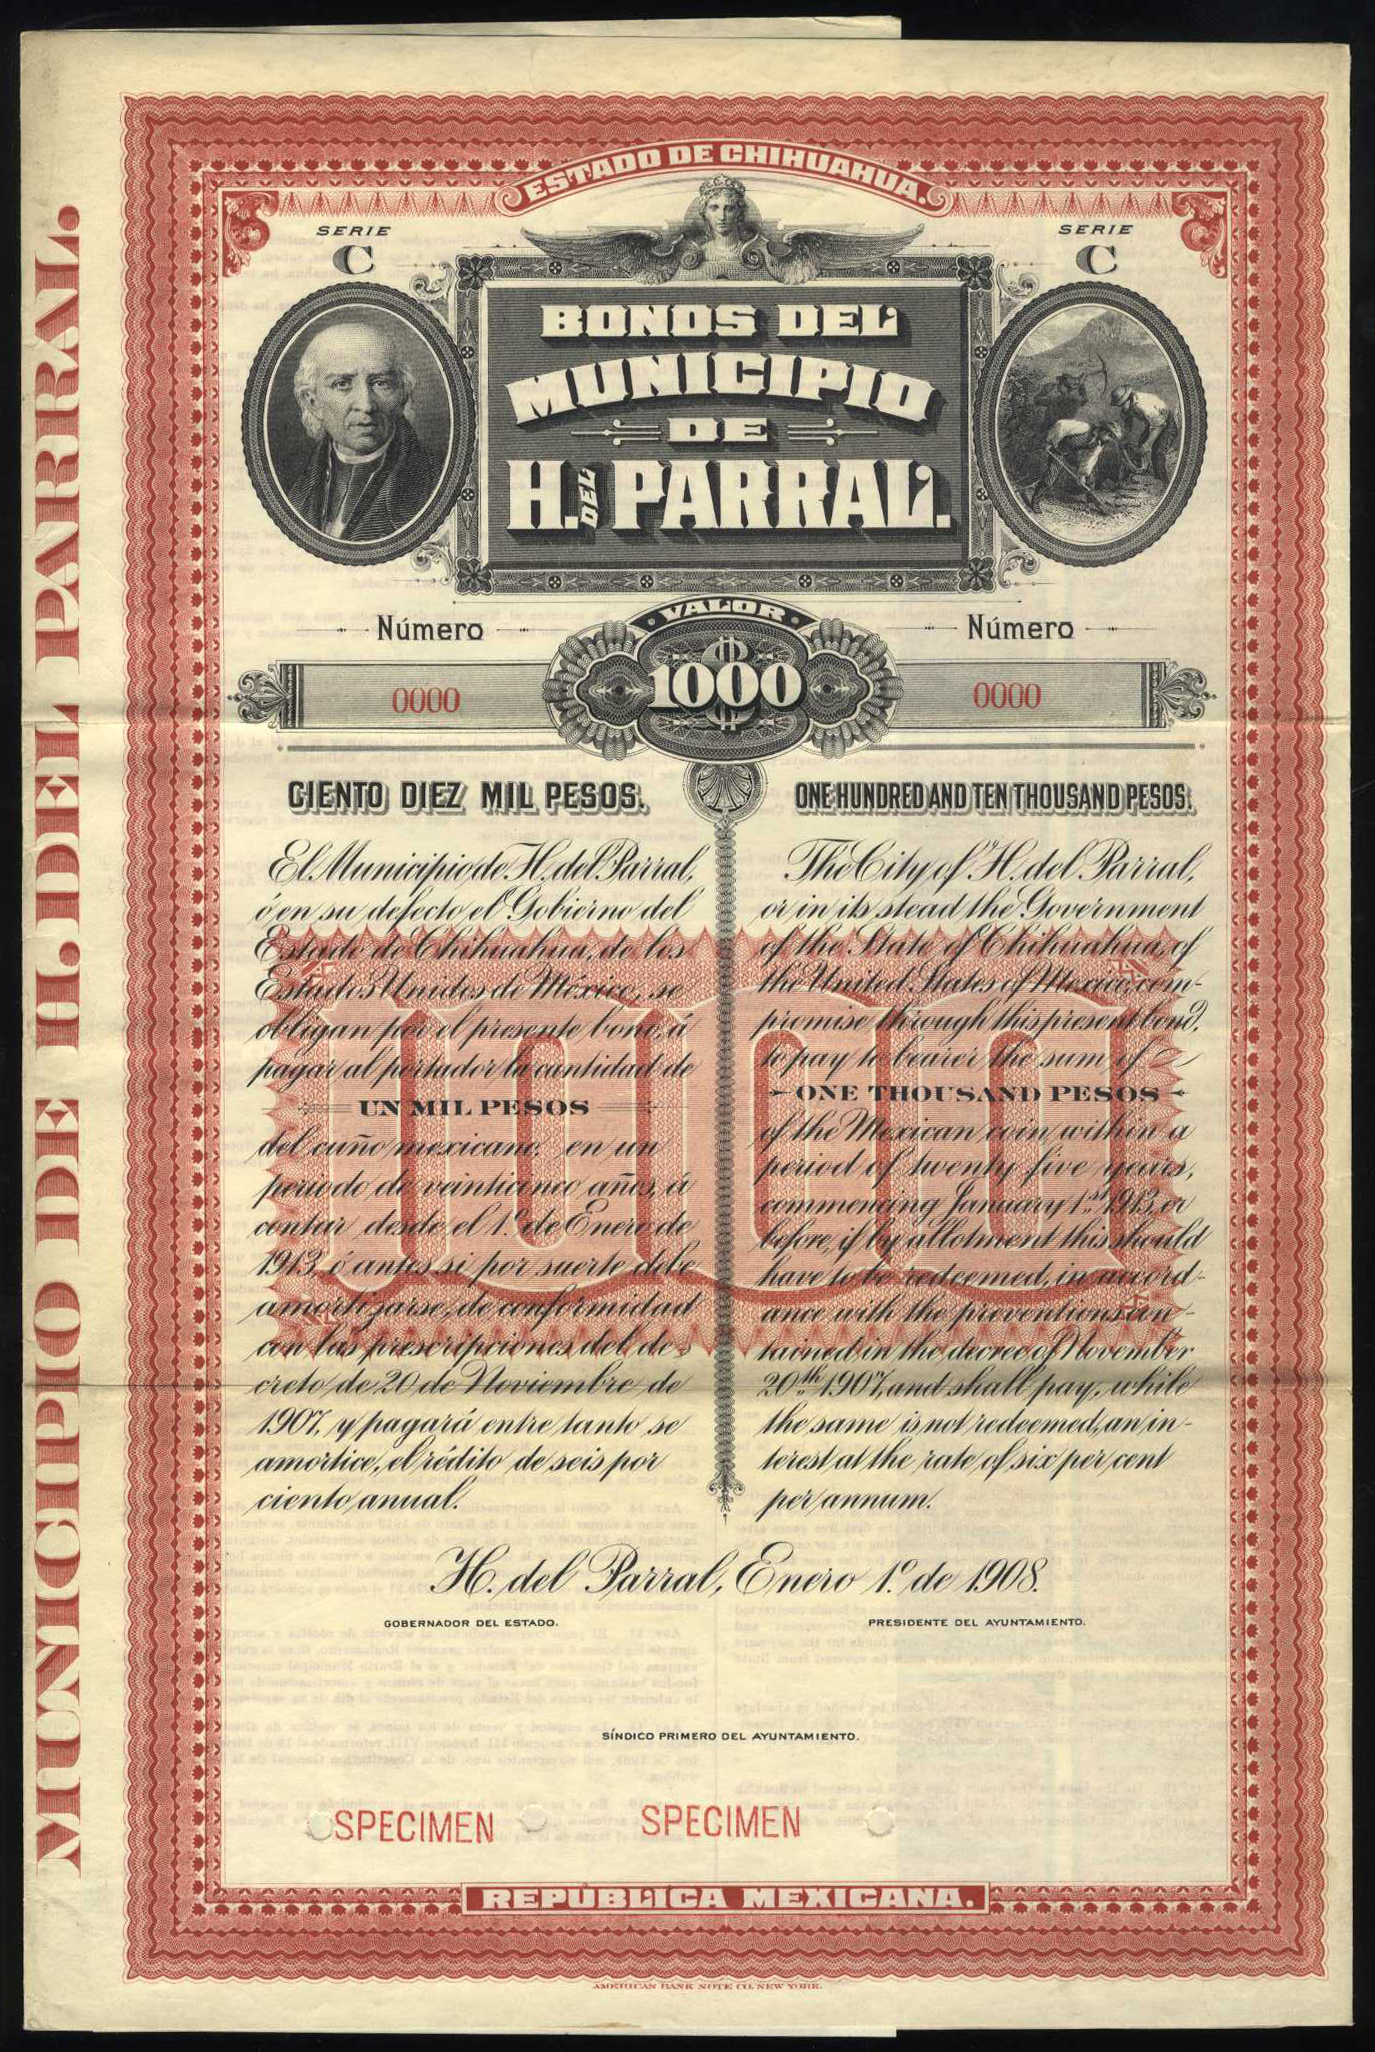 ESTADO DE CHIHUAHUA.
SERIE
C
SERIE
C
BONOS DEL
MUNICIPIO
DE
H. DEL PARRAL.
VALOR
Número
Número
$1000
0000
0000
CIENTO DIEZ MIL PESOS.
El Municipio de H. del Parral,
ó en su defecto el Gobierno del
Estado de Chihuahua, de los
Estados Unidos de México, se
obligan por el presente bono, á
pagar al portador la cantidad de
UN MIL PESOS
del cuño mexicano, en un
periodo de veinticinco años, á
contar desde el 1º de Enero de
1913 ó antes si por suerte debe
amortizarse, de conformidad
con las prescripciones del de-
creto de 20 de Noviembre de
1907, y pagará entre tanto se
amortice, el rédito de seis por
ciento anual.
ONE HUNDRED AND TEN THOUSAND PESOS.
The City of H. del Parral,
or in its stead the Government
of the State of Chihuahua, of
the United States of Mexico, com-
promise through this present bond,
to pay to bearer the sum of
ONE THOUSAND PESOS
of the Mexican coin, within a
period of twenty five years,
commencing January 1st 1913, or
before, if by allotment this should
have to be redeemed, in accord-
ance with the preventions con-
tained in the decree of November
20th 1907, and shall pay, while
the same is not redeemed, an in-
terest at the rate of six per cent
per annum.
1000
H. del Parral, Enero 1º de 1908.
GOBERNADOR DEL ESTADO.
PRESIDENTE DEL AYUNTAMIENTO.
SÍNDICO PRIMERO DEL AYUNTAMIENTO.
SPECIMEN
SPECIMEN
REPÚBLICA MEXICANA.
AMERICAN BANK NOTE CO. NEW YORK.
MUNICIPIO DE H. DEL PARRAL.